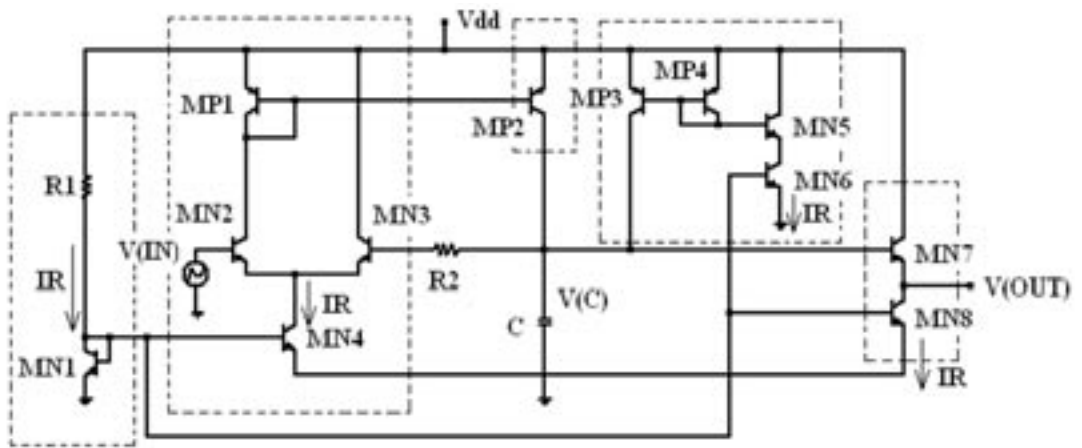 Vdd
MP1
MP2
MP3
MP4
MN5
MN6
IR
R1
MN2
MN3
V(IN)
R2
MN7
V(OUT)
IR
IR
V(C)
C
MN4
MN8
MN1
IR